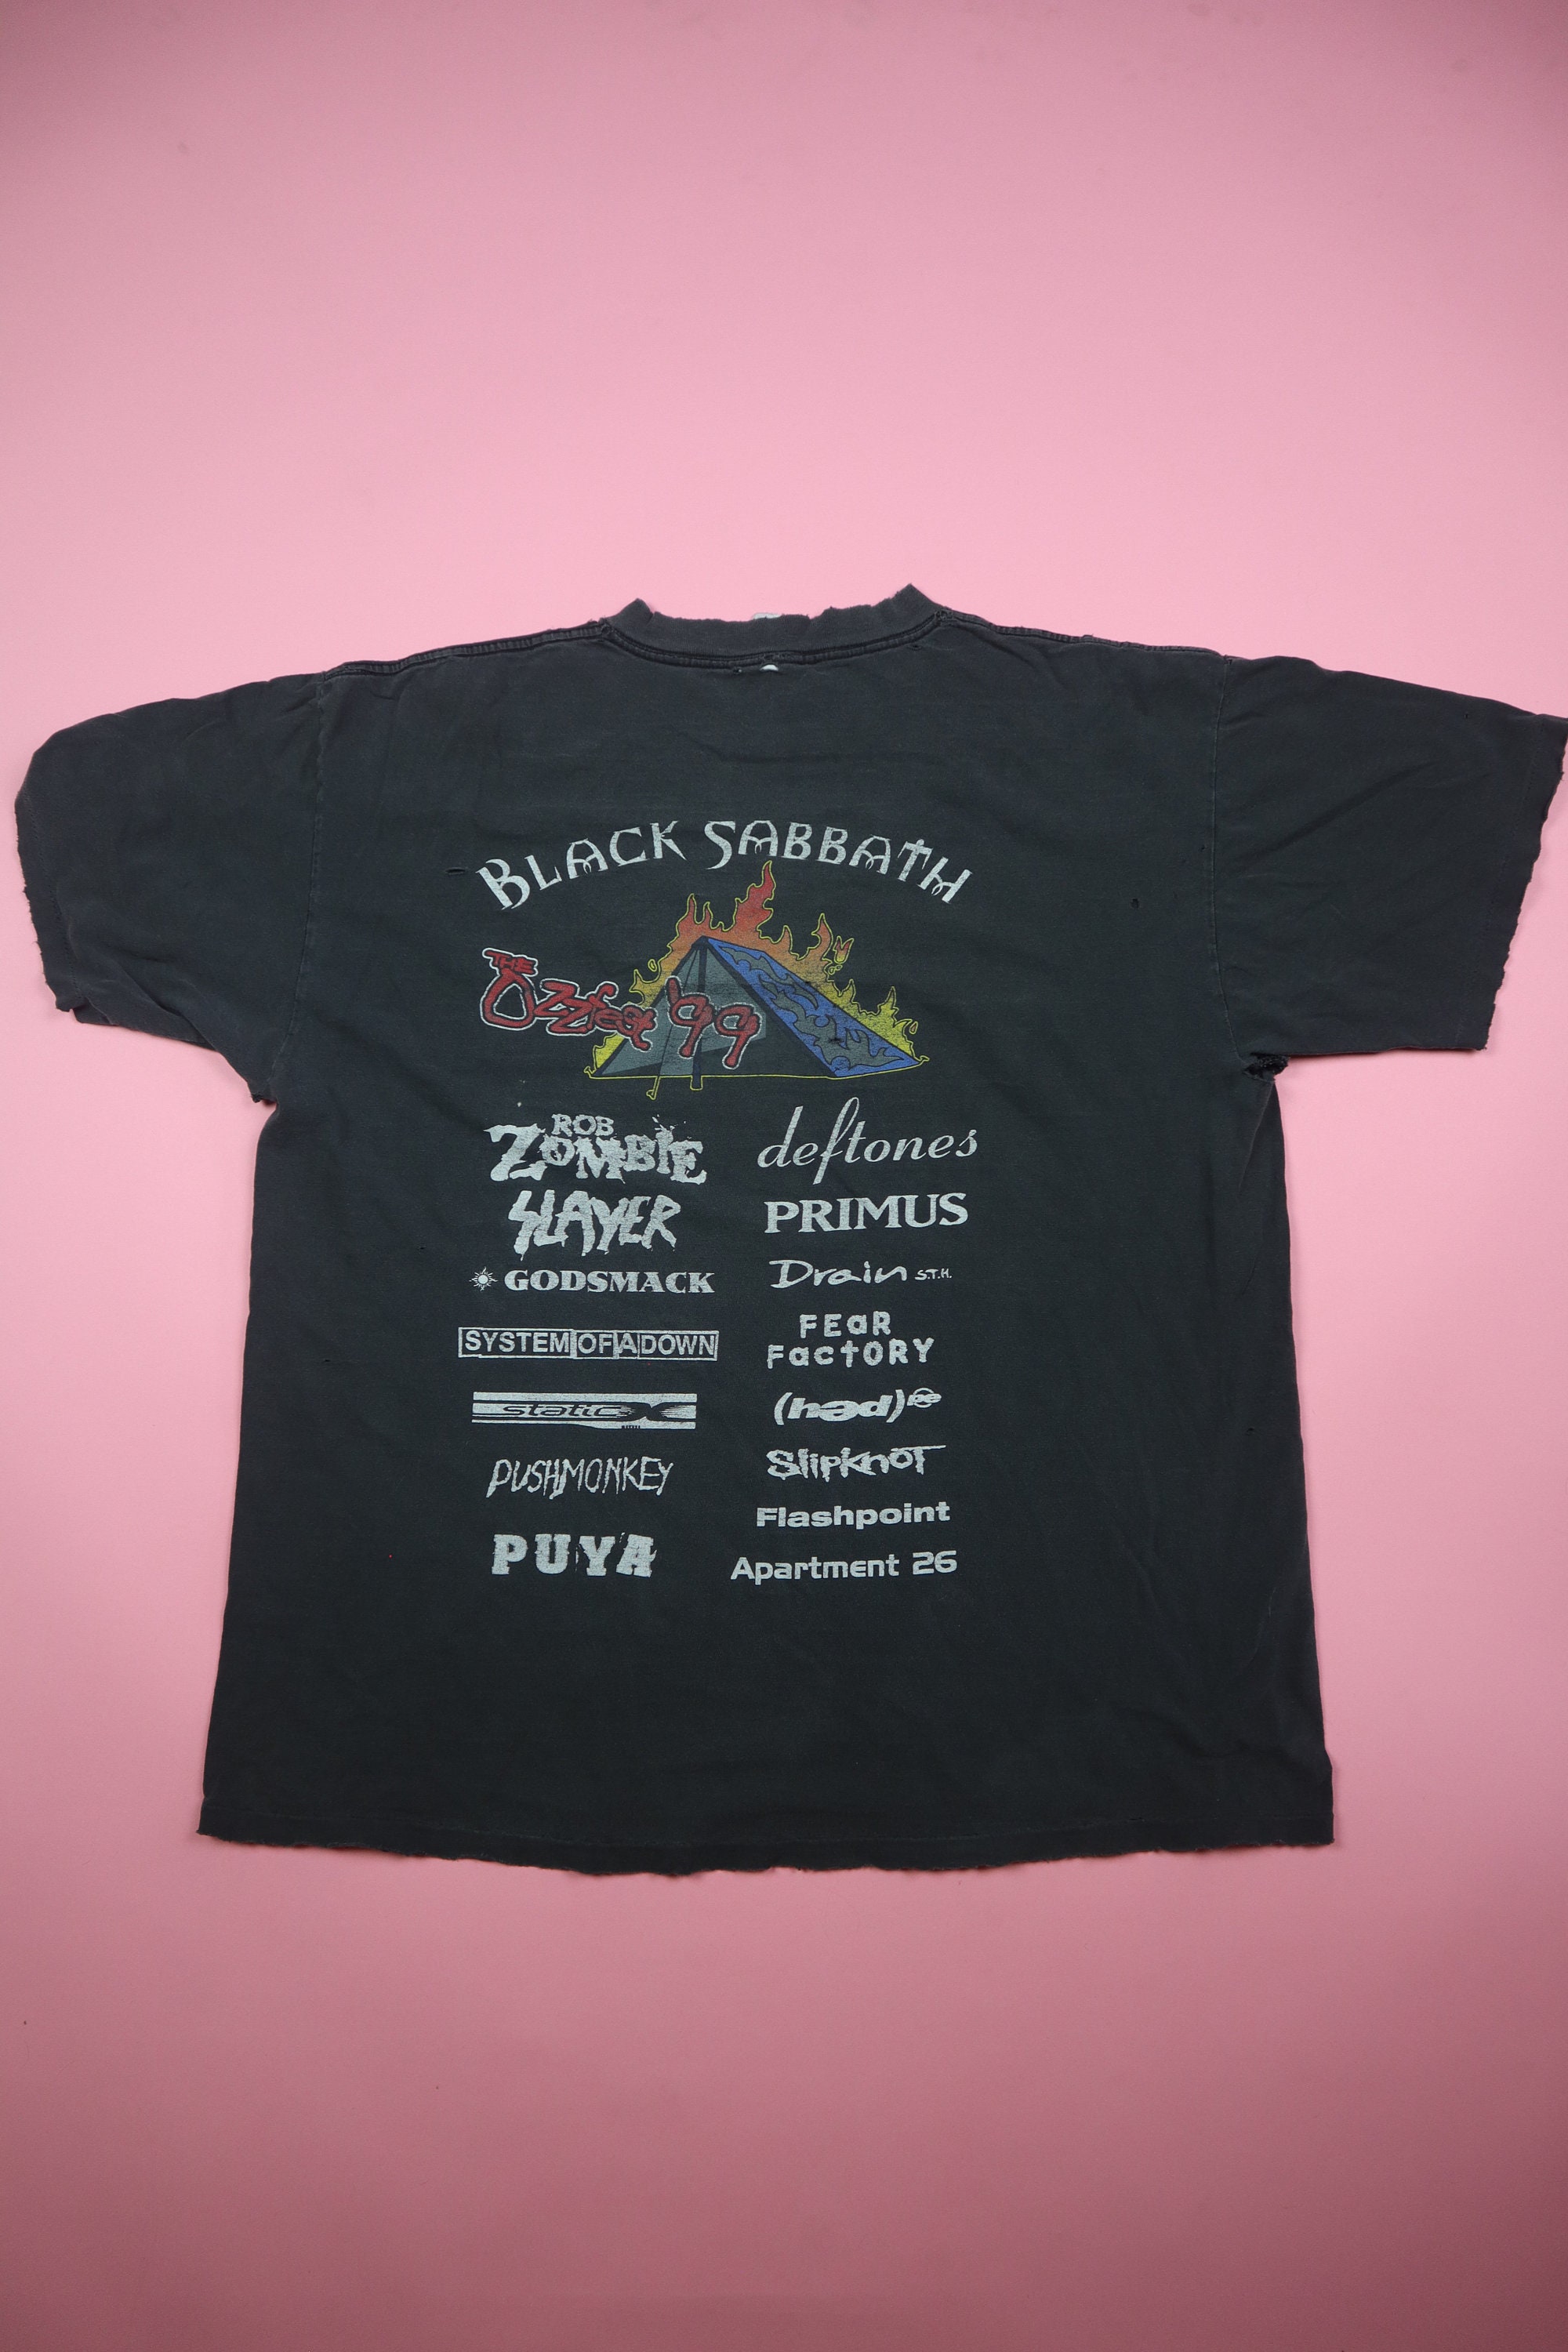 BLACK SABBATH
THE
Ozzfest '99
ROB
ZOMBIE
deftones
SLAYER
PRIMUS
GODSMACK
Drain S.T.H.
SYSTEM OF A DOWN
FEaR
FactORY
static X
(həd)pe
PUSHMONKEY
SlipKnoT
Flashpoint
PUYA
Apartment 26